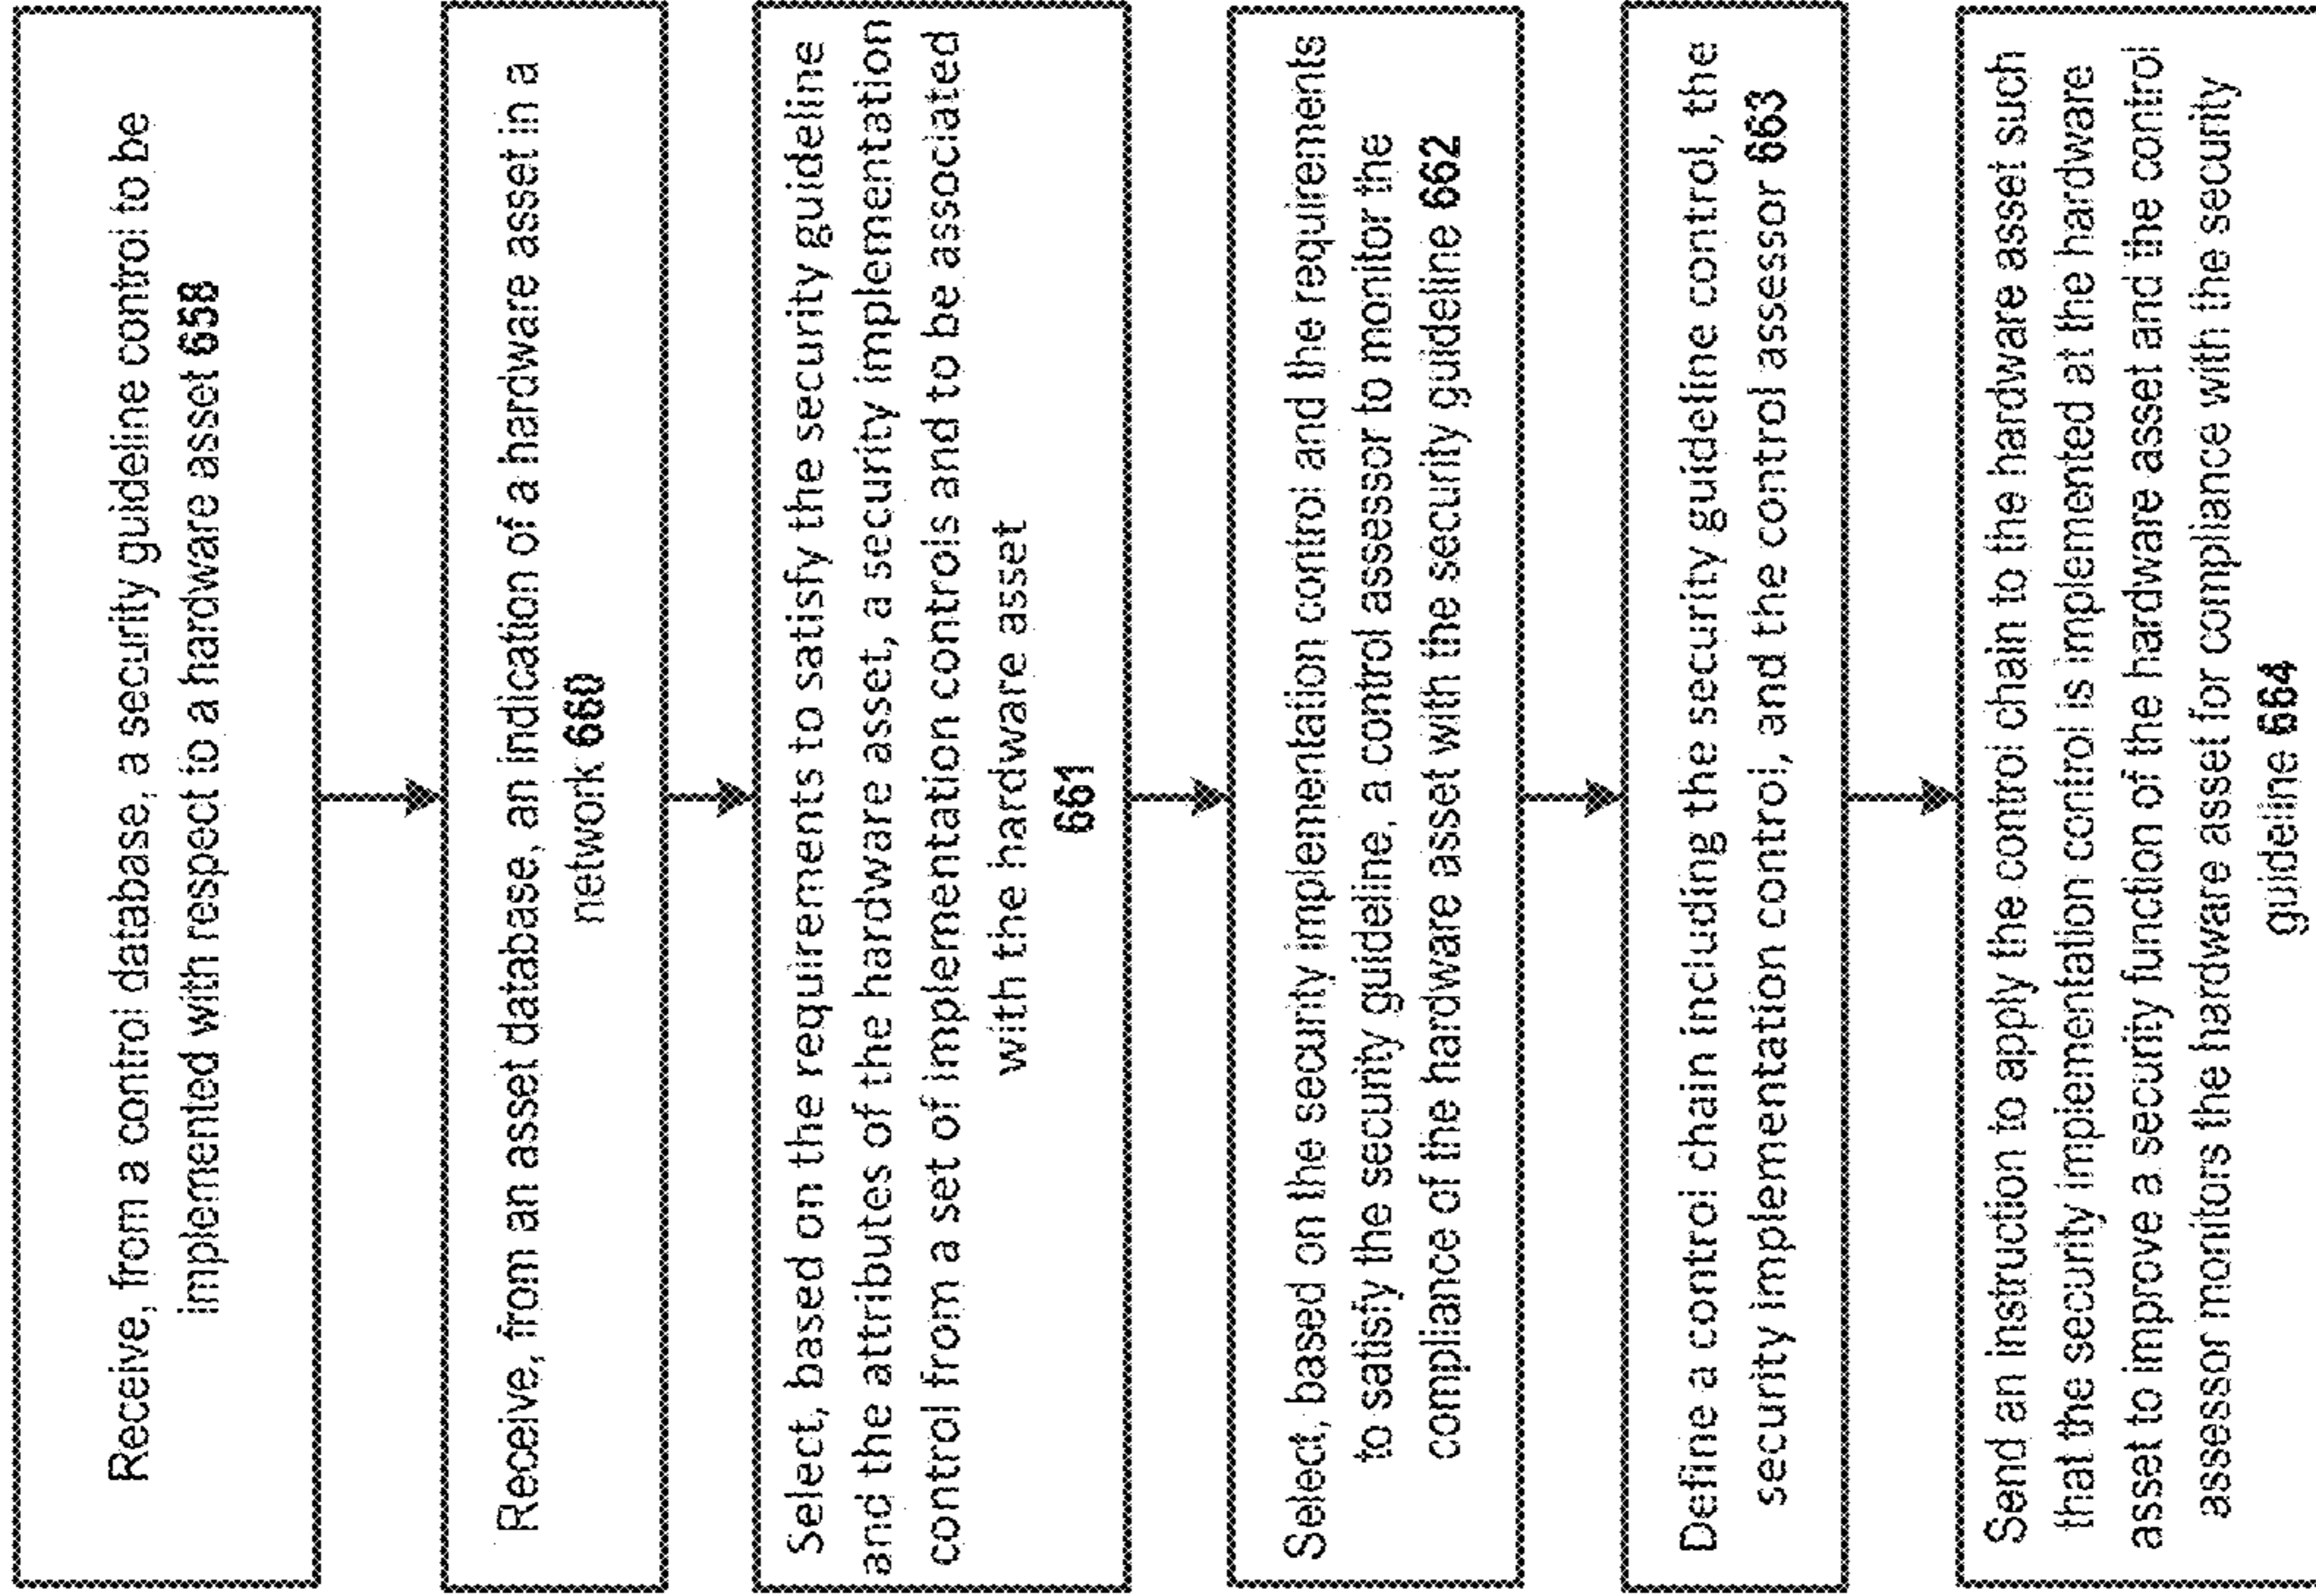 Receive, from a control database, a security guideline control to be
implemented with respect to a hardware asset 658
Receive, from an asset database, an indication of a hardware asset in a
network 660
Select, based on the requirements to satisfy the security guideline
and the attributes of the hardware asset, a security implementation
control from a set of implementation controls and to be associated
with the hardware asset
661
Select, based on the security implementation control and the requirements
to satisfy the security guideline, a control assessor to monitor the
compliance of the hardware asset with the security guideline 662
Define a control chain including the security guideline control, the
security implementation control, and the control assessor 663
Send an instruction to apply the control chain to the hardware asset such
that the security implementation control is implemented at the hardware
asset to improve a security function of the hardware asset and the control
assessor monitors the hardware asset for compliance with the security
guideline 664